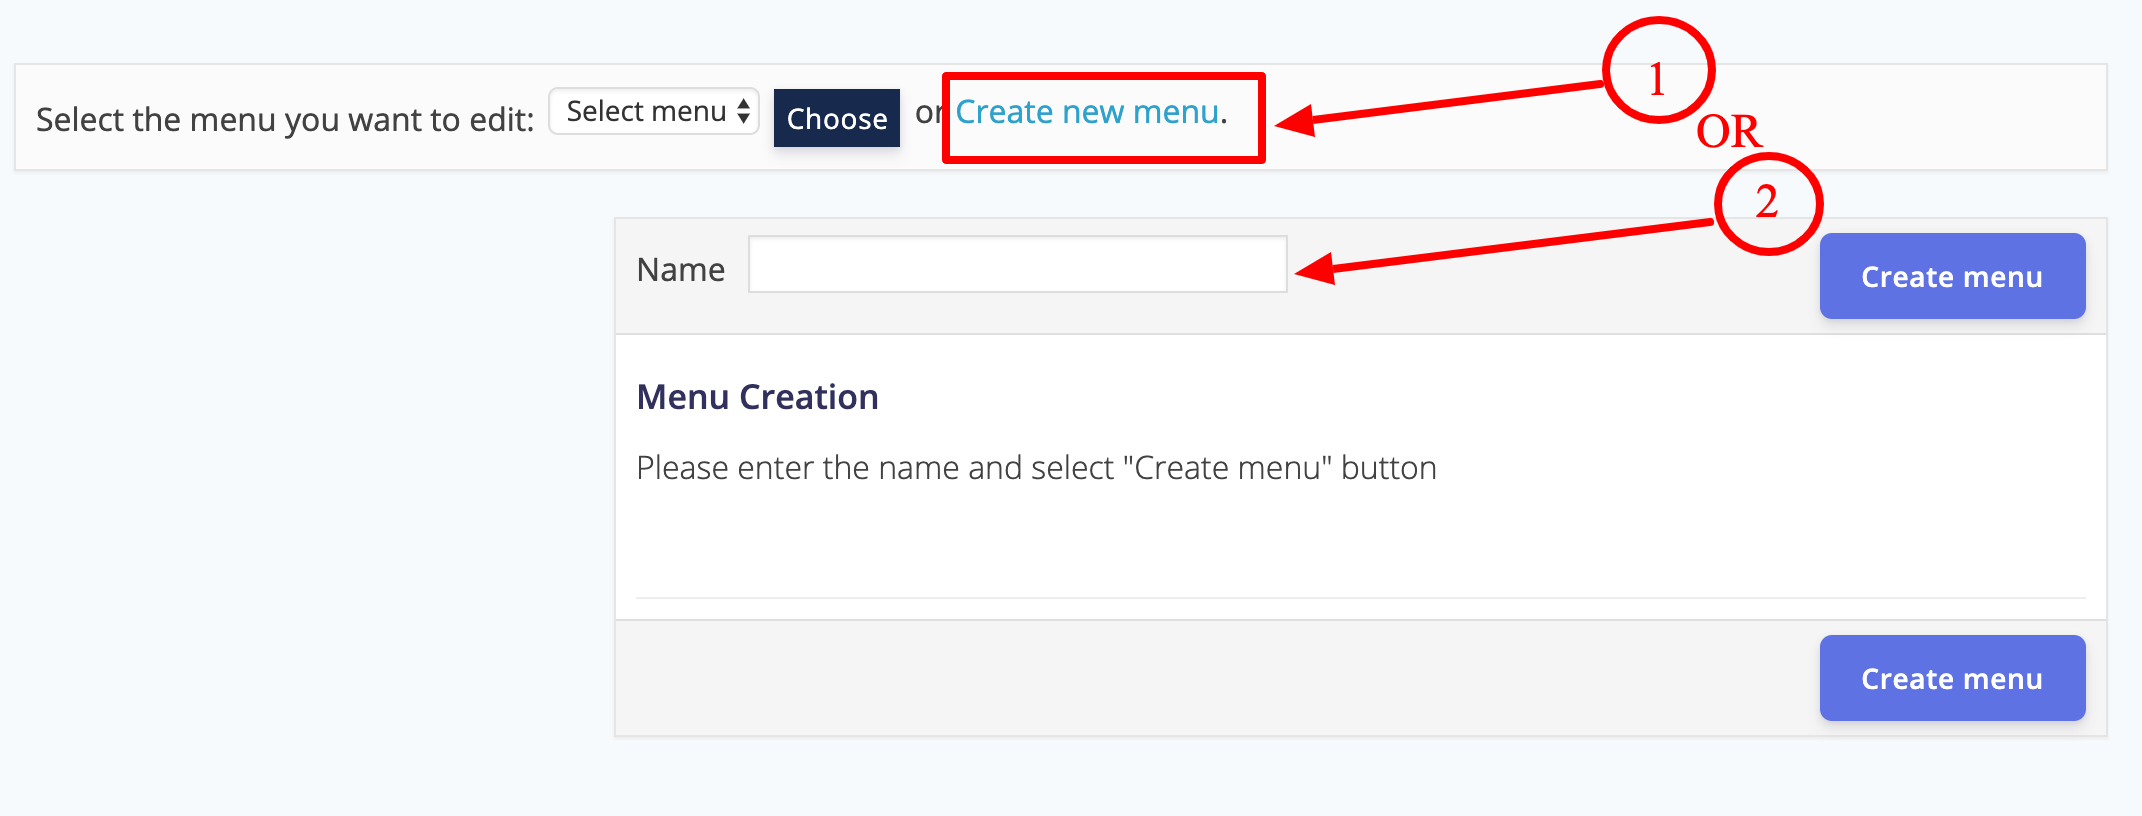 1
Select the menu you want to edit: Select menu Choose or Create new menu.
OR
2
Name Create menu
Menu Creation
Please enter the name and select "Create menu" button
Create menu